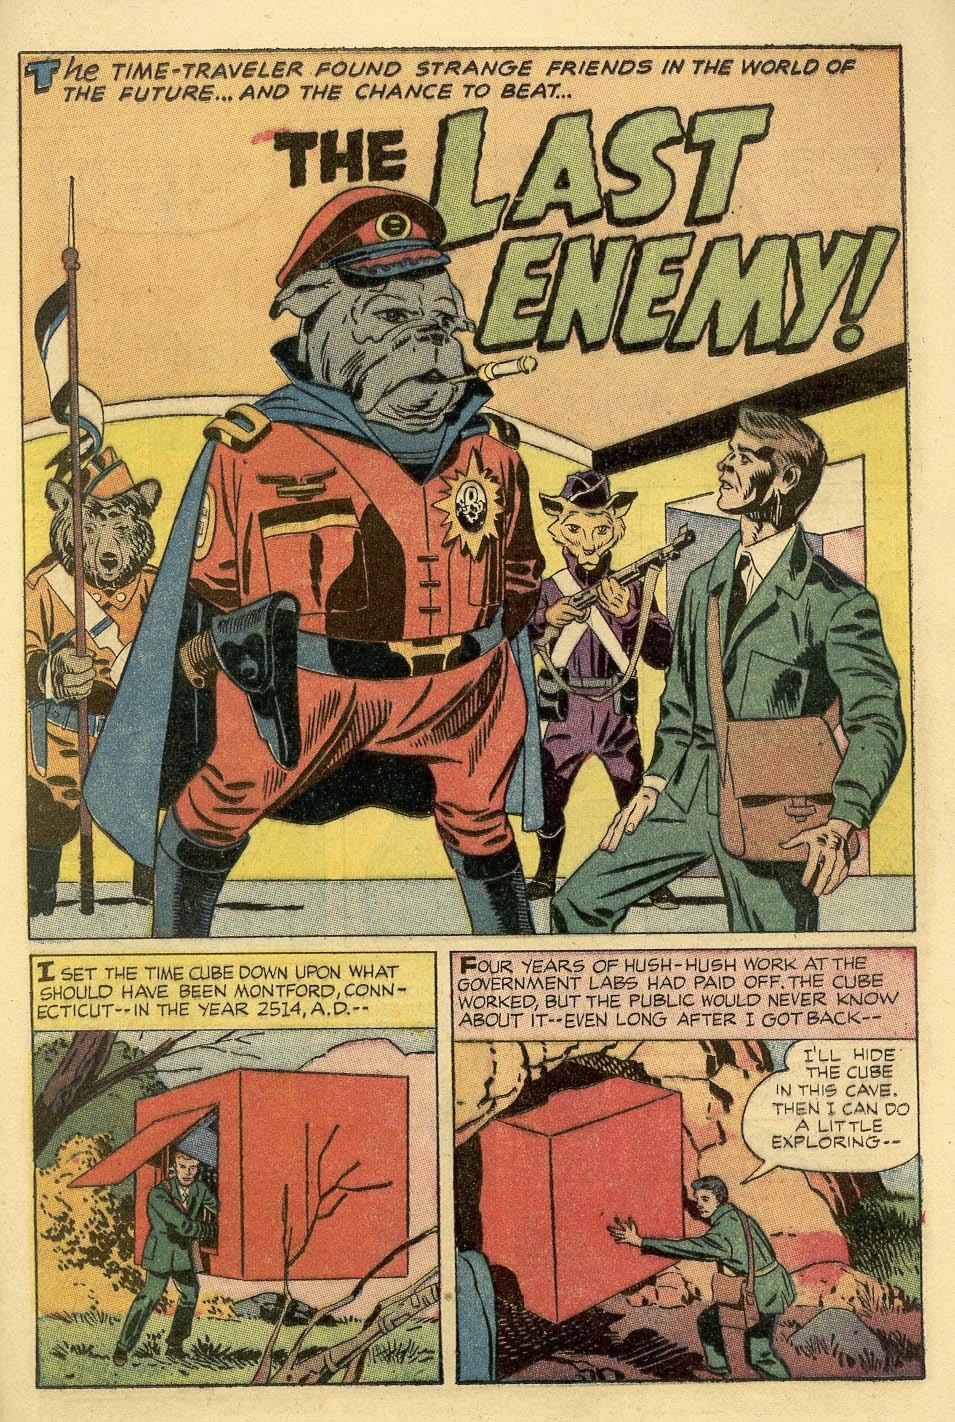 The TIME-TRAVELER FOUND STRANGE FRIENDS IN THE WORLD OF
THE FUTURE... AND THE CHANCE TO BEAT...
THE LAST
ENEMY!
I SET THE TIME CUBE DOWN UPON WHAT
SHOULD HAVE BEEN MONTFORD, CONN-
ECTICUT--IN THE YEAR 2514, A.D.--
FOUR YEARS OF HUSH-HUSH WORK AT THE
GOVERNMENT LABS HAD PAID OFF. THE CUBE
WORKED, BUT THE PUBLIC WOULD NEVER KNOW
ABOUT IT--EVEN LONG AFTER I GOT BACK--
I'LL HIDE
THE CUBE
IN THIS CAVE.
THEN I CAN DO
A LITTLE
EXPLORING--